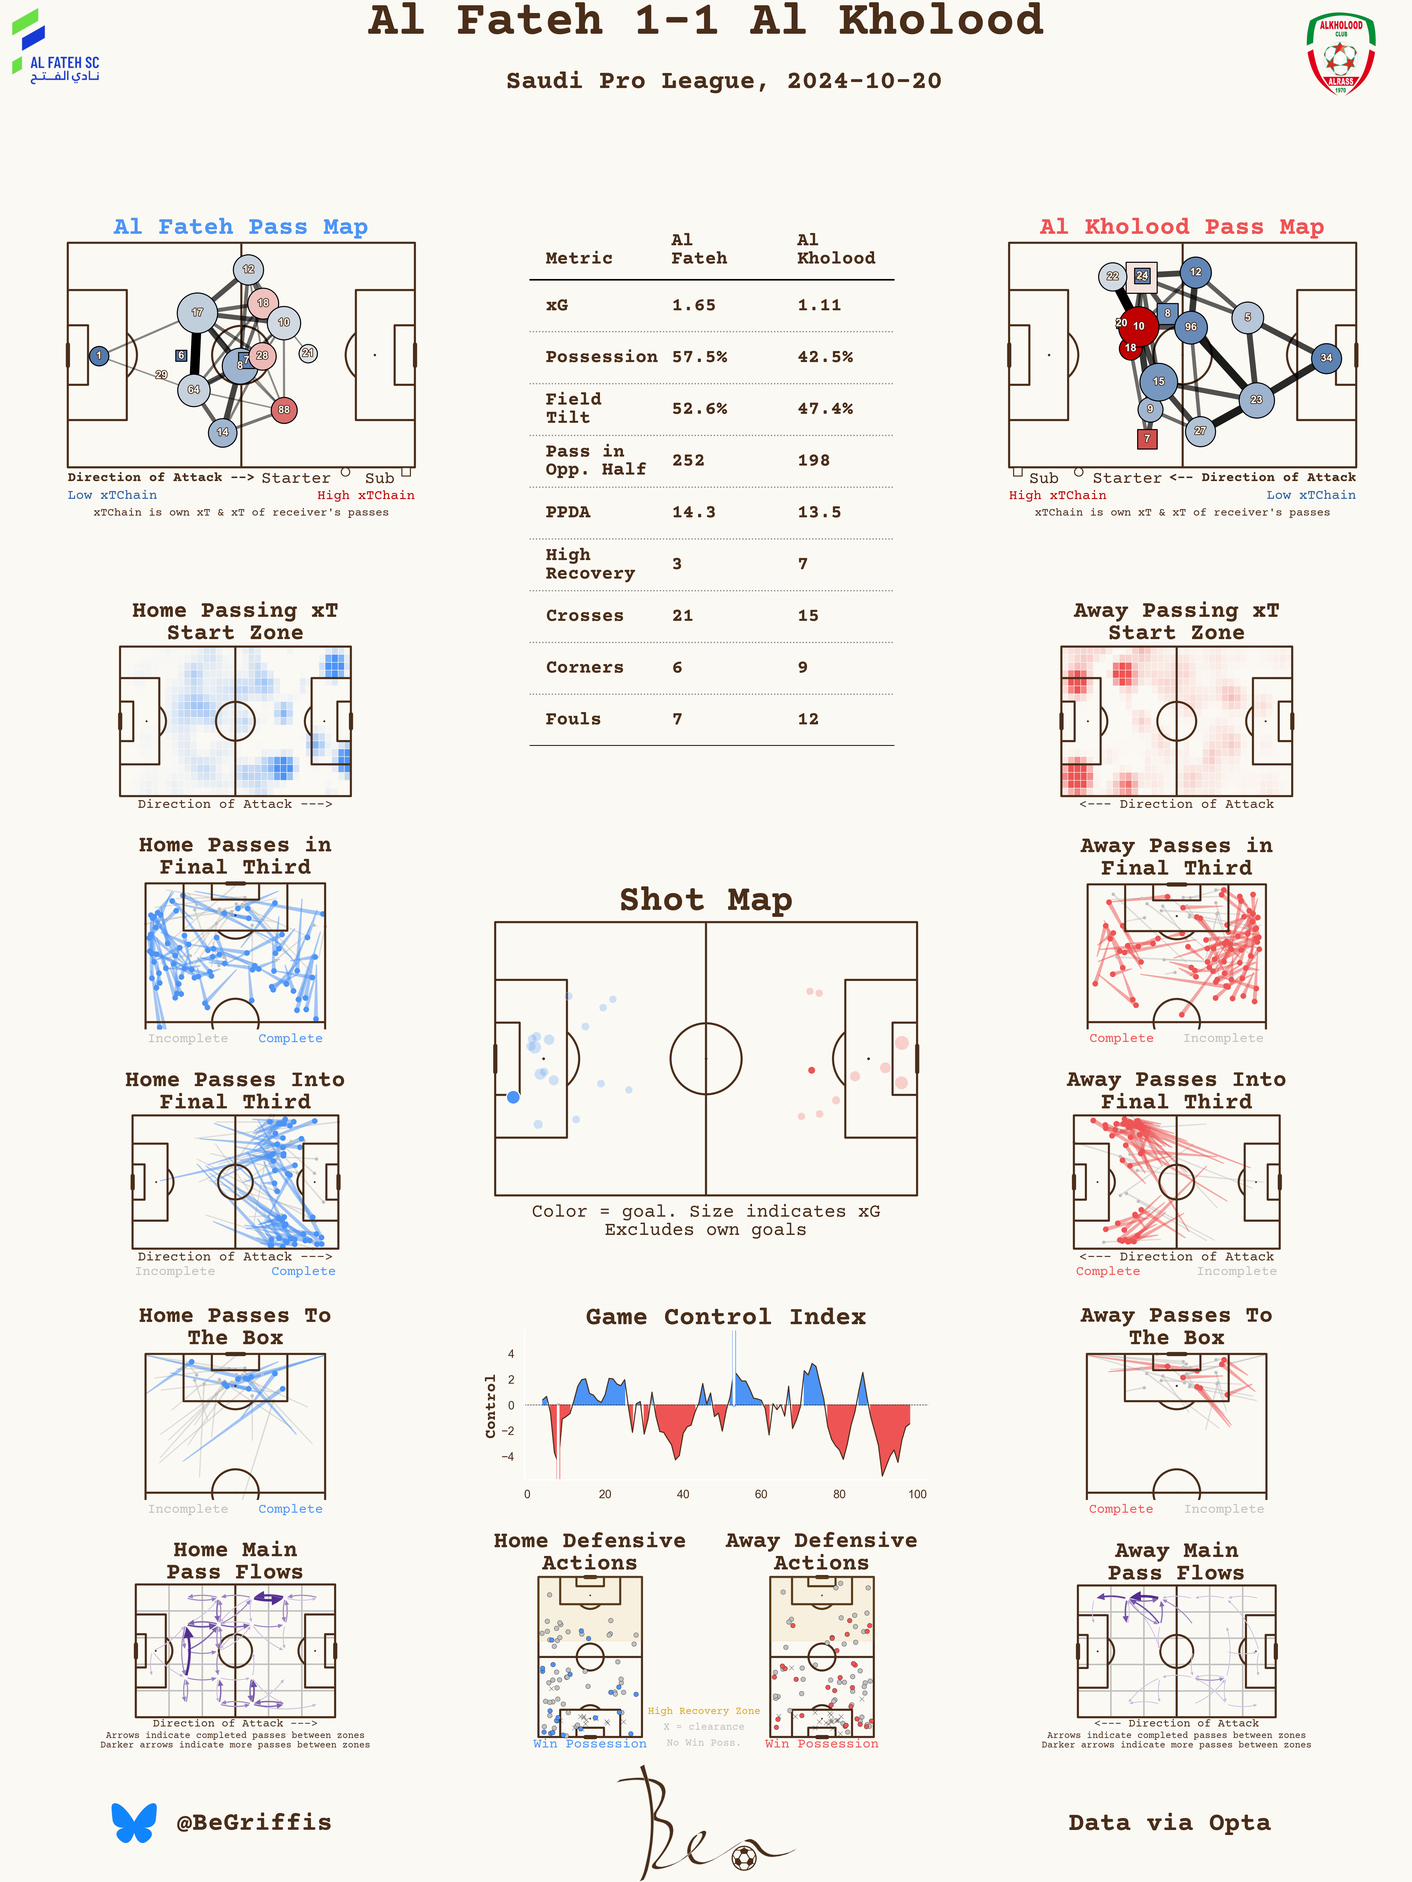 Al Fateh 1-1 Al Kholood
Saudi Pro League, 2024-10-20
AL FATEH SC
نادي الفتح
ALKHOLOOD
CLUB
ALRASS
1970
Al Fateh Pass Map
12
17
18
10
1
6
7
8
28
21
29
64
88
14
Direction of Attack --> Starter Sub
Low xTChain High xTChain
xTChain is own xT & xT of receiver's passes
Metric Al Fateh Al Kholood
xG 1.65 1.11
Possession 57.5% 42.5%
Field Tilt 52.6% 47.4%
Pass in Opp. Half 252 198
PPDA 14.3 13.5
High Recovery 3 7
Crosses 21 15
Corners 6 9
Fouls 7 12
Al Kholood Pass Map
22
24
12
20
10
8
96
5
18
34
15
9
23
27
7
Sub Starter <-- Direction of Attack
High xTChain Low xTChain
xTChain is own xT & xT of receiver's passes
Home Passing xT
Start Zone
Direction of Attack --->
Away Passing xT
Start Zone
<--- Direction of Attack
Home Passes in
Final Third
Incomplete Complete
Shot Map
Color = goal. Size indicates xG
Excludes own goals
Away Passes in
Final Third
Complete Incomplete
Home Passes Into
Final Third
Direction of Attack --->
Incomplete Complete
Away Passes Into
Final Third
<--- Direction of Attack
Complete Incomplete
Home Passes To
The Box
Incomplete Complete
Game Control Index
Control
4
2
0
−2
−4
0 20 40 60 80 100
Away Passes To
The Box
Complete Incomplete
Home Main
Pass Flows
Direction of Attack --->
Arrows indicate completed passes between zones
Darker arrows indicate more passes between zones
Home Defensive
Actions
Win Possession
High Recovery Zone
X = clearance
No Win Poss.
Away Defensive
Actions
Win Possession
Away Main
Pass Flows
<--- Direction of Attack
Arrows indicate completed passes between zones
Darker arrows indicate more passes between zones
@BeGriffis
Ben
Data via Opta